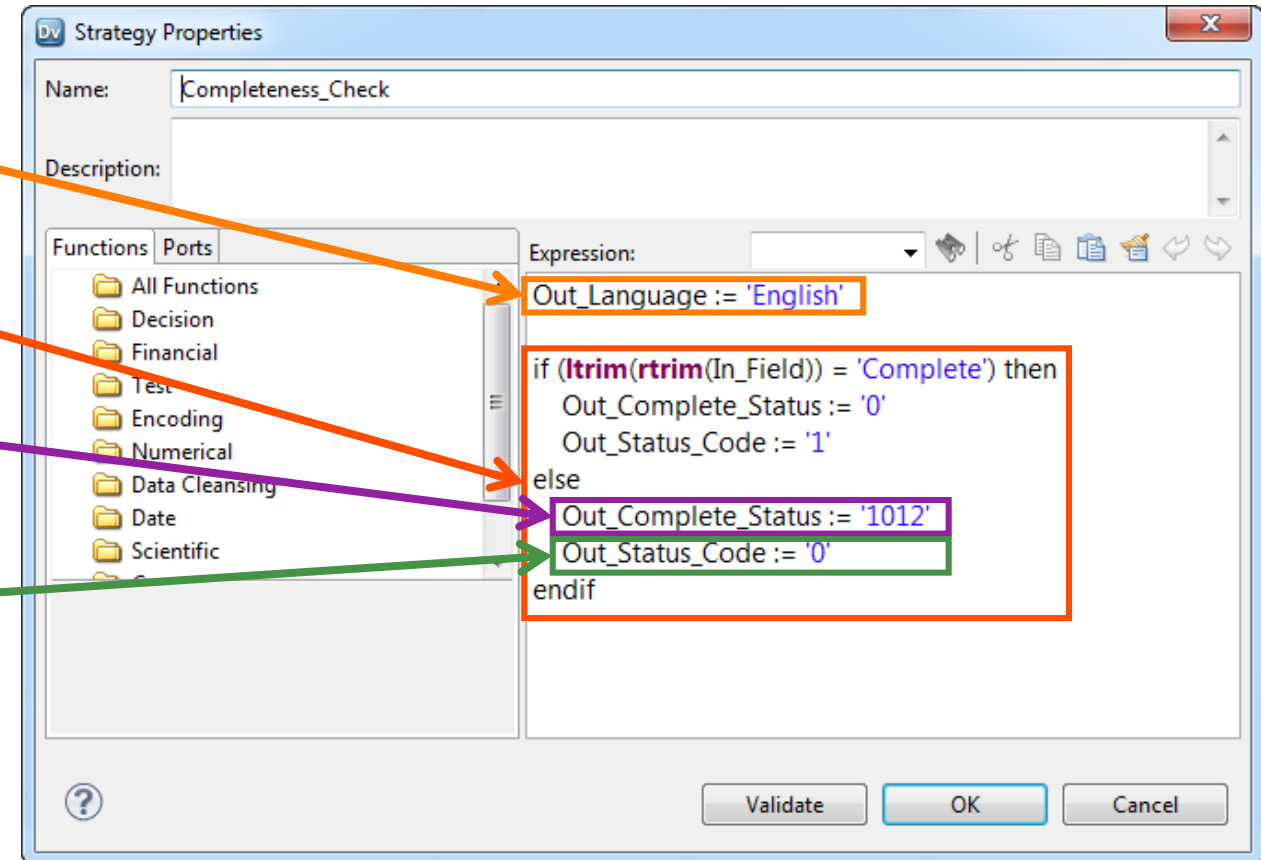 Dv Strategy Properties
Name: Completeness_Check
Description:
Functions Ports
All Functions
Decision
Financial
Test
Encoding
Numerical
Data Cleansing
Date
Scientific
Expression:
Out_Language := 'English'
if (ltrim(rtrim(In_Field)) = 'Complete') then
Out_Complete_Status := '0'
Out_Status_Code := '1'
else
Out_Complete_Status := '1012'
Out_Status_Code := '0'
endif
? Validate OK Cancel